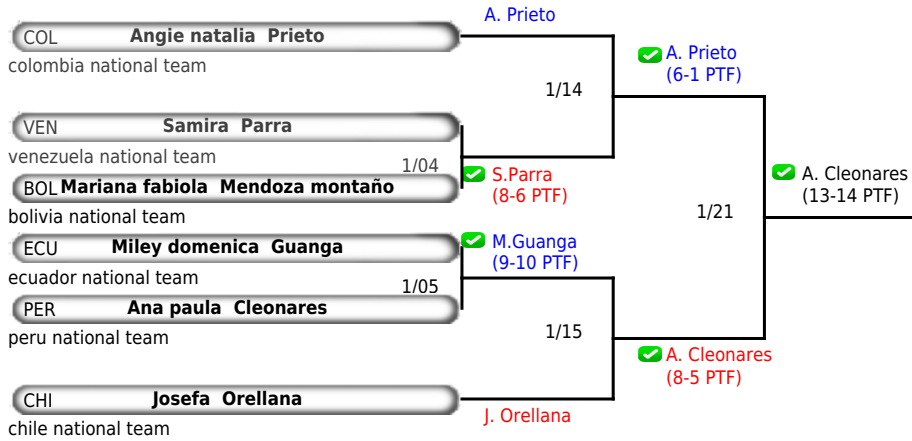 A. Prieto
COL Angie natalia Prieto
colombia national team
A. Prieto
(6-1 PTF)
1/14
VEN Samira Parra
venezuela national team
1/04
S.Parra
(8-6 PTF)
BOL Mariana fabiola Mendoza montaño
bolivia national team
A. Cleonares
(13-14 PTF)
1/21
ECU Miley domenica Guanga
ecuador national team
M.Guanga
(9-10 PTF)
1/05
PER Ana paula Cleonares
peru national team
1/15
A. Cleonares
(8-5 PTF)
CHI Josefa Orellana
chile national team
J. Orellana